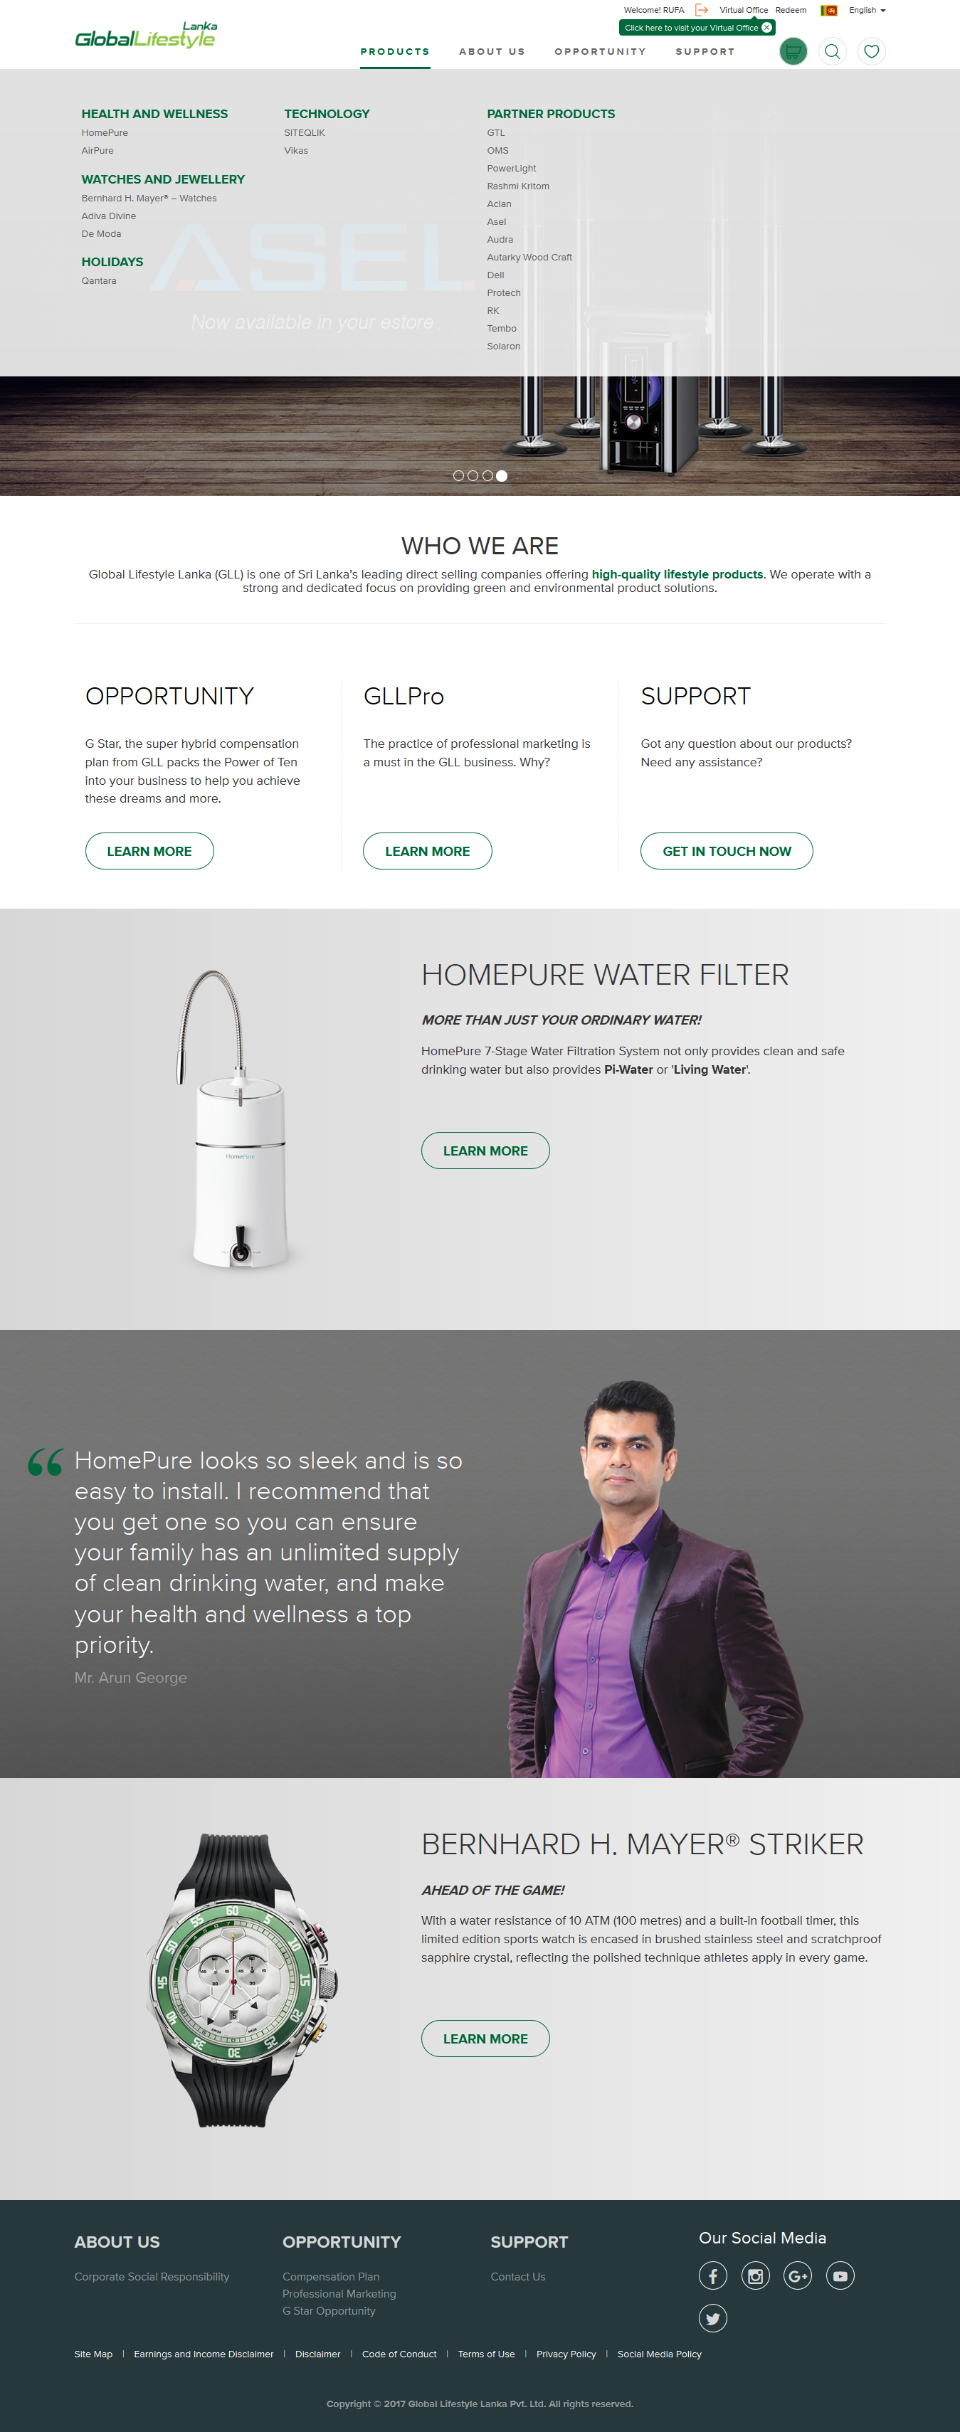 Welcome! RUFA Virtual Office Redeem English
Lanka
GlobalLifestyle
Click here to visit your Virtual Office
PRODUCTS ABOUT US OPPORTUNITY SUPPORT
HEALTH AND WELLNESS
HomePure
AirPure
WATCHES AND JEWELLERY
Bernhard H. Mayer® – Watches
Adiva Divine
De Moda
HOLIDAYS
Qantara
TECHNOLOGY
SITEQLIK
Vikas
PARTNER PRODUCTS
GTL
OMS
PowerLight
Rashmi Kritom
Aclan
Asel
Audra
Autarky Wood Craft
Dell
Protech
RK
Tembo
Solaron
ASEL
Now available in your estore.
WHO WE ARE
Global Lifestyle Lanka (GLL) is one of Sri Lanka's leading direct selling companies offering high-quality lifestyle products. We operate with a
strong and dedicated focus on providing green and environmental product solutions.
OPPORTUNITY
G Star, the super hybrid compensation
plan from GLL packs the Power of Ten
into your business to help you achieve
these dreams and more.
LEARN MORE
GLLPro
The practice of professional marketing is
a must in the GLL business. Why?
LEARN MORE
SUPPORT
Got any question about our products?
Need any assistance?
GET IN TOUCH NOW
HOMEPURE WATER FILTER
MORE THAN JUST YOUR ORDINARY WATER!
HomePure 7-Stage Water Filtration System not only provides clean and safe
drinking water but also provides Pi-Water or 'Living Water'.
LEARN MORE
HomePure
“ HomePure looks so sleek and is so
easy to install. I recommend that
you get one so you can ensure
your family has an unlimited supply
of clean drinking water, and make
your health and wellness a top
priority.
Mr. Arun George
BERNHARD H. MAYER® STRIKER
AHEAD OF THE GAME!
With a water resistance of 10 ATM (100 metres) and a built-in football timer, this
limited edition sports watch is encased in brushed stainless steel and scratchproof
sapphire crystal, reflecting the polished technique athletes apply in every game.
LEARN MORE
60
5
10
15
20
25
30
35
40
45
50
55
ABOUT US
Corporate Social Responsibility
OPPORTUNITY
Compensation Plan
Professional Marketing
G Star Opportunity
SUPPORT
Contact Us
Our Social Media
Site Map | Earnings and Income Disclaimer | Disclaimer | Code of Conduct | Terms of Use | Privacy Policy | Social Media Policy
Copyright © 2017 Global Lifestyle Lanka Pvt. Ltd. All rights reserved.